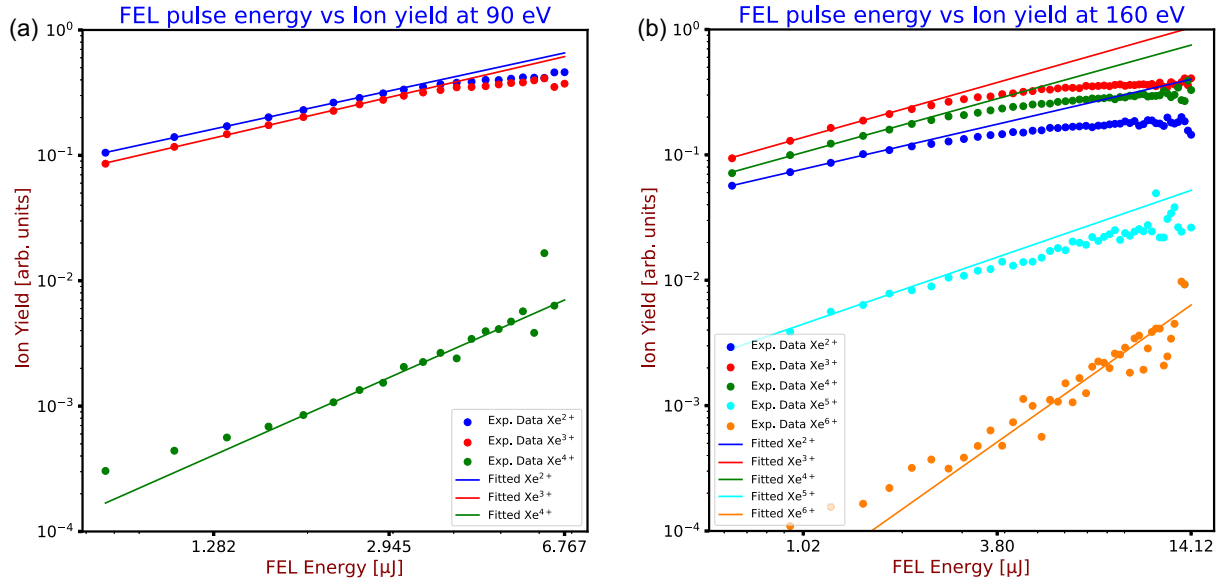 (a)
FEL pulse energy vs Ion yield at 90 eV
Ion Yield [arb. units]
10⁰
10⁻¹
10⁻²
10⁻³
10⁻⁴
Exp. Data Xe²⁺
Exp. Data Xe³⁺
Exp. Data Xe⁴⁺
Fitted Xe²⁺
Fitted Xe³⁺
Fitted Xe⁴⁺
1.282 2.945 6.767
FEL Energy [μJ]
(b)
FEL pulse energy vs Ion yield at 160 eV
Ion Yield [arb. units]
10⁰
10⁻¹
10⁻²
10⁻³
10⁻⁴
Exp. Data Xe²⁺
Exp. Data Xe³⁺
Exp. Data Xe⁴⁺
Exp. Data Xe⁵⁺
Exp. Data Xe⁶⁺
Fitted Xe²⁺
Fitted Xe³⁺
Fitted Xe⁴⁺
Fitted Xe⁵⁺
Fitted Xe⁶⁺
1.02 3.80 14.12
FEL Energy [μJ]